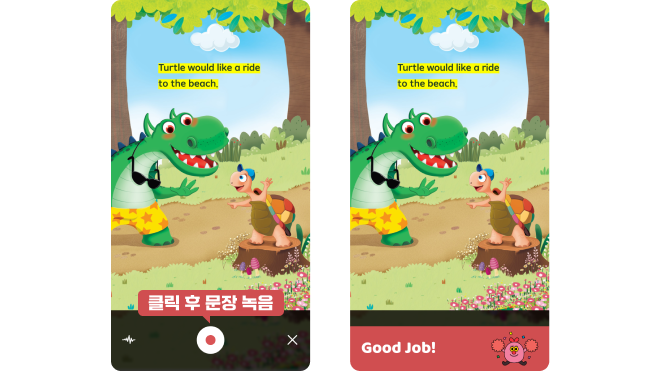 Turtle would like a ride
to the beach.
클릭 후 문장 녹음
Turtle would like a ride
to the beach.
Good Job!